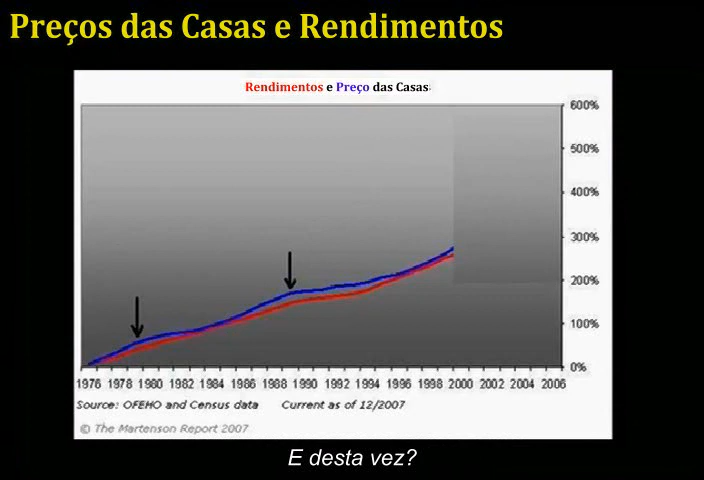 Preços das Casas e Rendimentos
Rendimentos e Preço das Casas
600%
500%
400%
300%
200%
100%
0%
1976 1978 1980 1982 1984 1986 1988 1990 1992 1994 1996 1998 2000 2002 2004 2006
Source: OFEHO and Census data Current as of 12/2007
© The Martenson Report 2007
E desta vez?